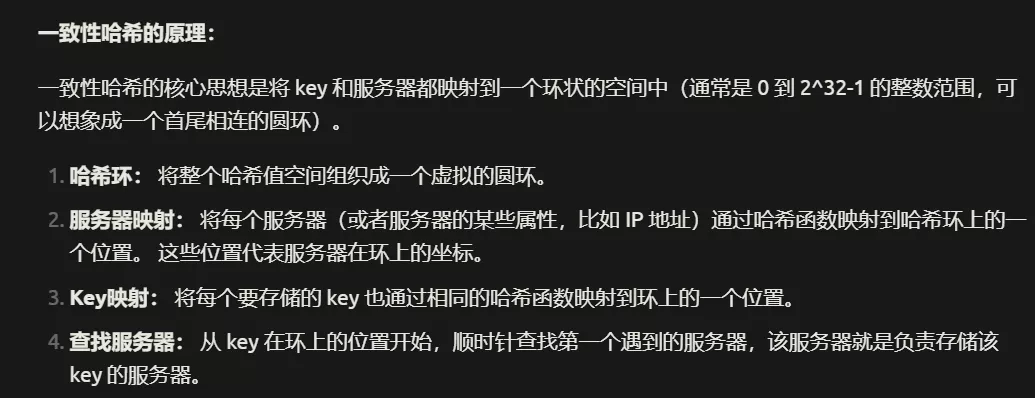 一致性哈希的原理：
一致性哈希的核心思想是将 key 和服务器都映射到一个环状的空间中（通常是 0 到 2^32-1 的整数范围，可
以想象成一个首尾相连的圆环）。
1. 哈希环： 将整个哈希值空间组织成一个虚拟的圆环。
2. 服务器映射： 将每个服务器（或者服务器的某些属性，比如 IP 地址）通过哈希函数映射到哈希环上的一
个位置。 这些位置代表服务器在环上的坐标。
3. Key映射： 将每个要存储的 key 也通过相同的哈希函数映射到环上的一个位置。
4. 查找服务器： 从 key 在环上的位置开始，顺时针查找第一个遇到的服务器，该服务器就是负责存储该
key 的服务器。